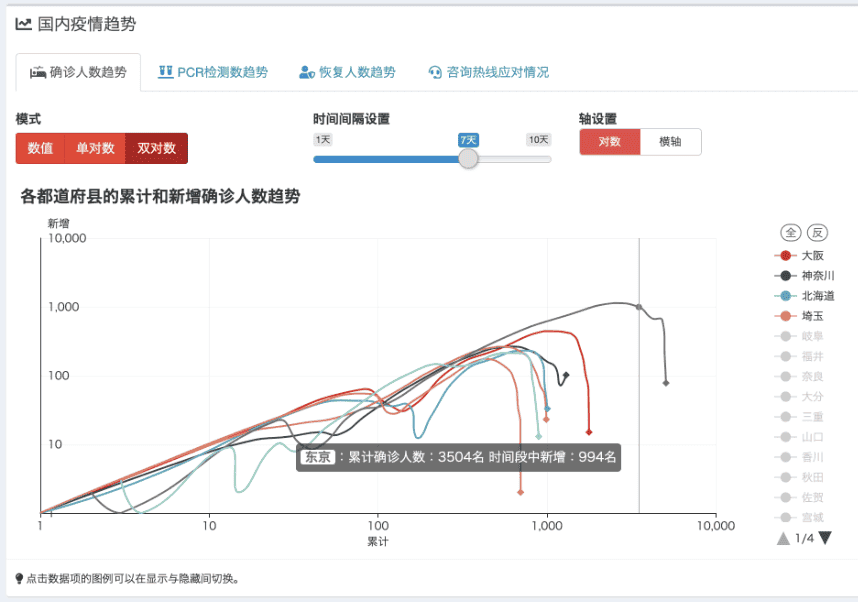 国内疫情趋势
确诊人数趋势 PCR检测数趋势 恢复人数趋势 咨询热线应对情况
模式 时间间隔设置 轴设置
1天 7天 10天
数值 单对数 双对数 对数 横轴
各都道府县的累计和新增确诊人数趋势
新增
10,000
1,000
100
10
东京：累计确诊人数：3504名 时间段中新增：994名
1 10 100 1,000 10,000
累计
全 反
大阪
神奈川
北海道
埼玉
岐阜
福井
奈良
大分
三重
山口
香川
秋田
佐贺
宫城
1/4
点击数据项的图例可以在显示与隐藏间切换。